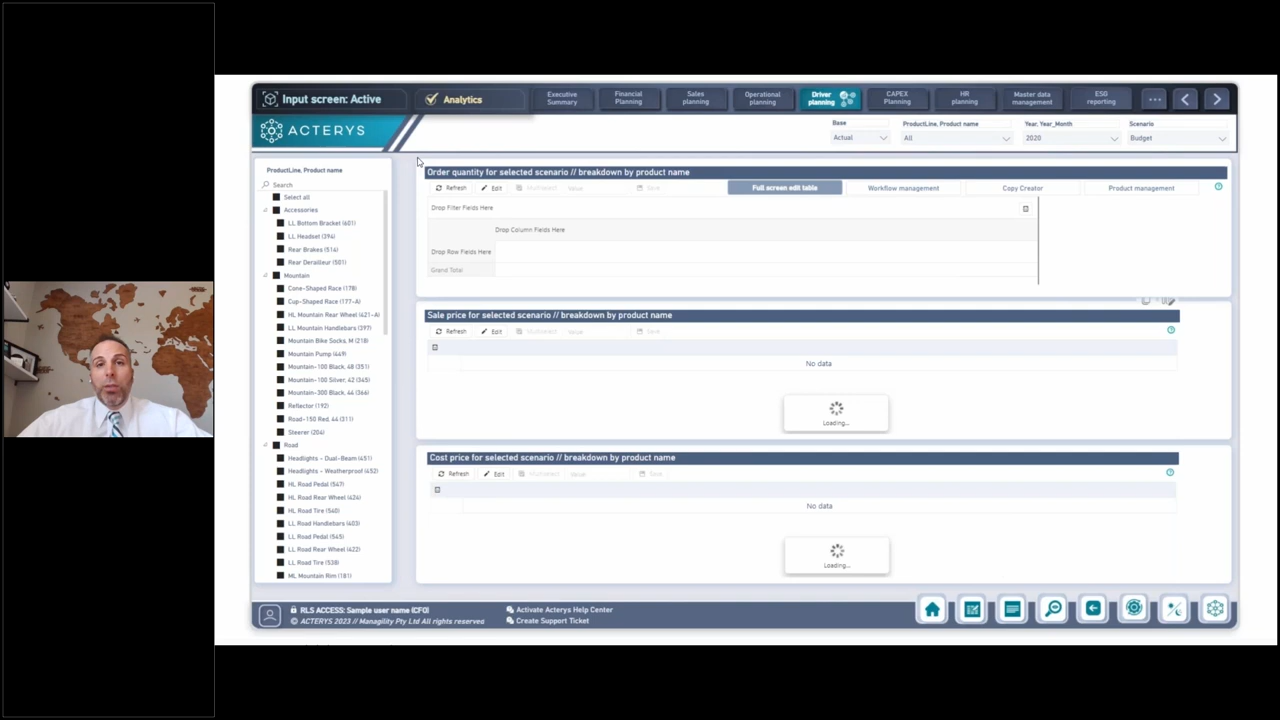 Input screen: Active
Analytics
Executive Summary
Financial Planning
Sales planning
Operational planning
Driver planning
CAPEX Planning
HR planning
Master data management
ESG reporting
ACTERYS
Base
Actual
ProductLine, Product name
All
Year, Year_Month
2020
Scenario
Budget
ProductLine, Product name
Search
Select all
Accessories
LL Bottom Bracket (601)
LL Headset (394)
Rear Brakes (514)
Rear Derailleur (501)
Mountain
Cone-Shaped Race (178)
Cup-Shaped Race (177-A)
HL Mountain Rear Wheel (421-A)
LL Mountain Handlebars (397)
Mountain Bike Socks, M (218)
Mountain Pump (449)
Mountain-100 Black, 48 (351)
Mountain-100 Silver, 42 (345)
Mountain-300 Black, 44 (366)
Reflector (192)
Road-150 Red, 44 (311)
Steerer (204)
Road
Headlights - Dual-Beam (451)
Headlights - Weatherproof (452)
HL Road Pedal (547)
HL Road Rear Wheel (424)
HL Road Tire (540)
LL Road Handlebars (403)
LL Road Pedal (545)
LL Road Rear Wheel (422)
LL Road Tire (538)
ML Mountain Rim (181)
Order quantity for selected scenario // breakdown by product name
Refresh Edit Multiselect Value Save
Full screen edit table
Workflow management
Copy Creator
Product management
Drop Filter Fields Here
Drop Column Fields Here
Drop Row Fields Here
Grand Total
Sale price for selected scenario // breakdown by product name
Refresh Edit Multiselect Value Save
No data
Loading...
Cost price for selected scenario // breakdown by product name
Refresh Edit Multiselect Value Save
No data
Loading...
RLS ACCESS: Sample user name (CFO)
© ACTERYS 2023 // Managility Pty Ltd All rights reserved
Activate Acterys Help Center
Create Support Ticket